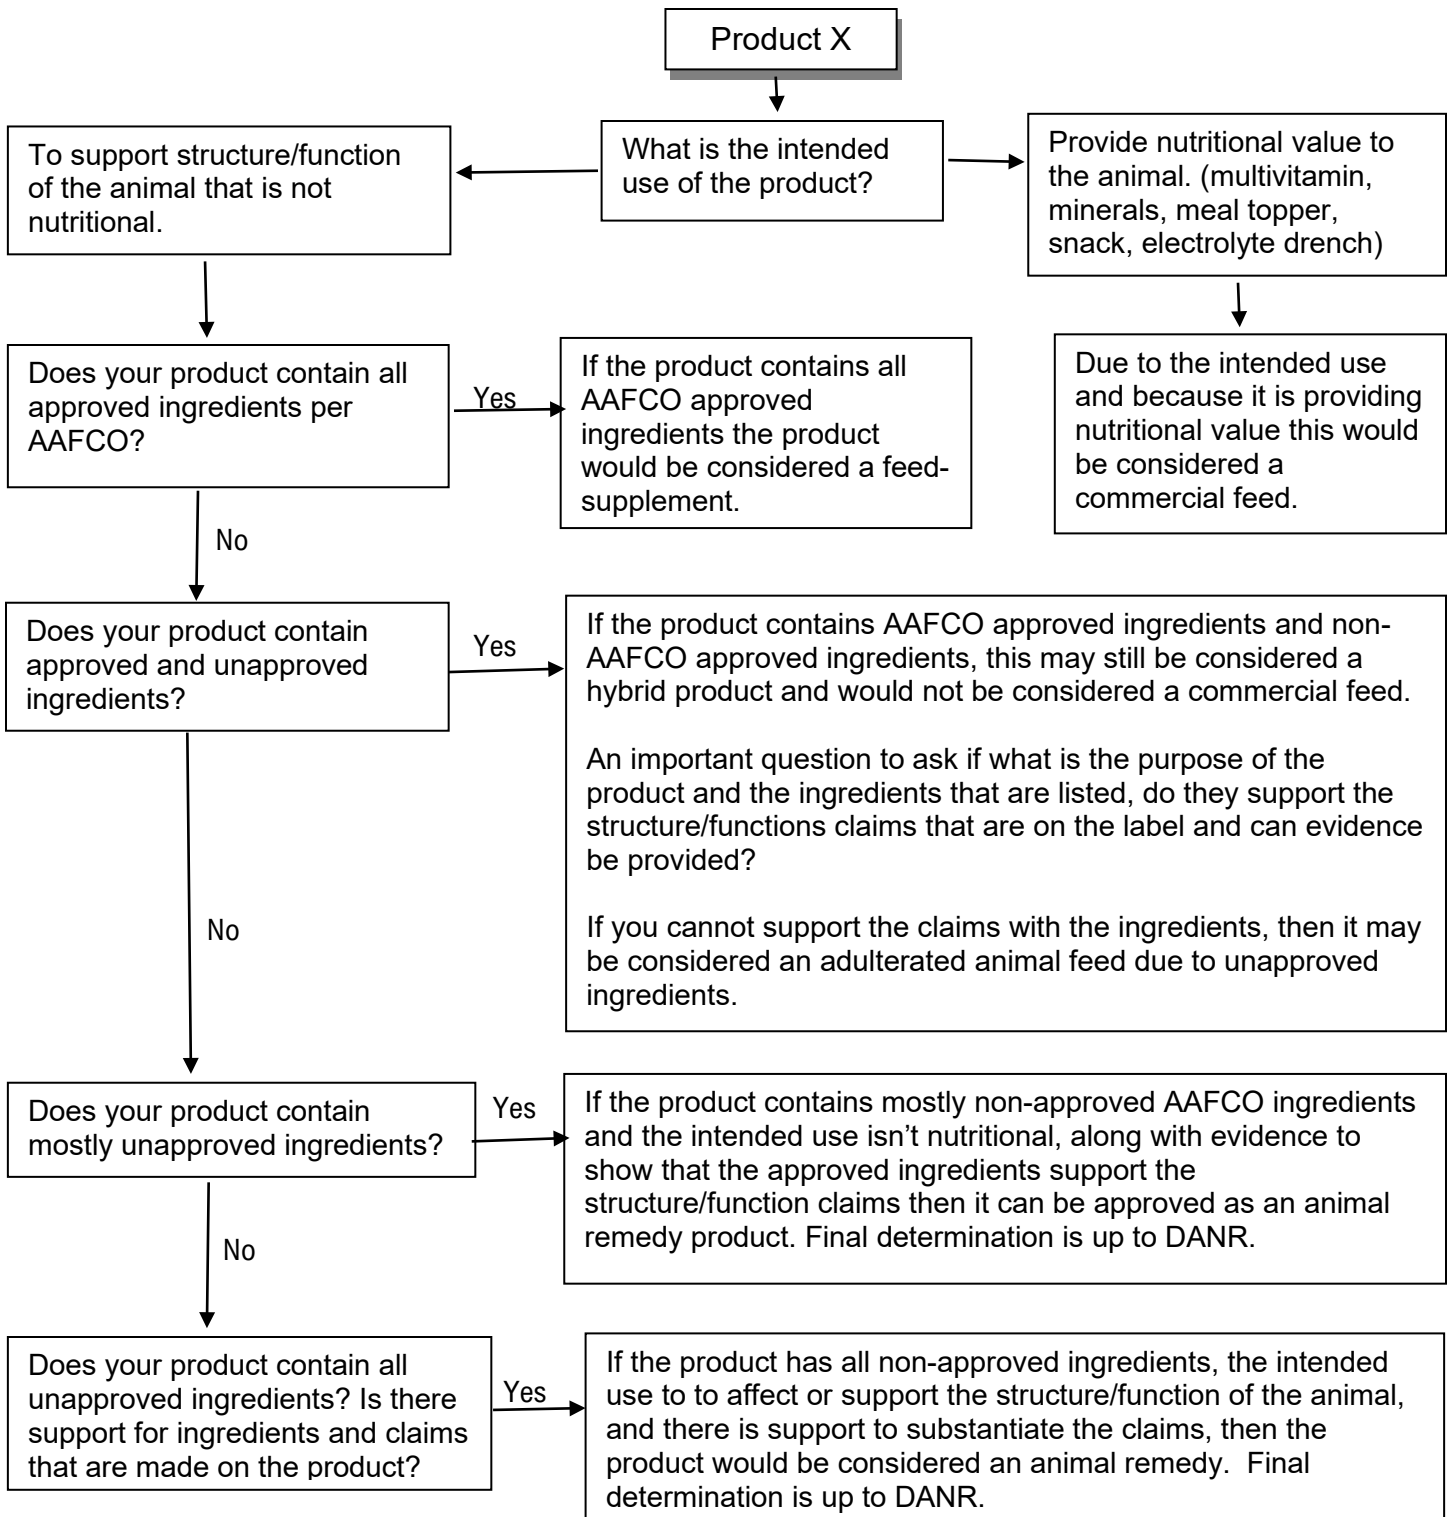 Product X
What is the intended
use of the product?
To support structure/function
of the animal that is not
nutritional.
Provide nutritional value to
the animal. (multivitamin,
minerals, meal topper,
snack, electrolyte drench)
Does your product contain all
approved ingredients per
AAFCO?
Yes
If the product contains all
AAFCO approved
ingredients the product
would be considered a feed-
supplement.
Due to the intended use
and because it is providing
nutritional value this would
be considered a
commercial feed.
No
Does your product contain
approved and unapproved
ingredients?
Yes
If the product contains AAFCO approved ingredients and non-
AAFCO approved ingredients, this may still be considered a
hybrid product and would not be considered a commercial feed.
An important question to ask if what is the purpose of the
product and the ingredients that are listed, do they support the
structure/functions claims that are on the label and can evidence
be provided?
If you cannot support the claims with the ingredients, then it may
be considered an adulterated animal feed due to unapproved
ingredients.
No
Does your product contain
mostly unapproved ingredients?
Yes
If the product contains mostly non-approved AAFCO ingredients
and the intended use isn’t nutritional, along with evidence to
show that the approved ingredients support the
structure/function claims then it can be approved as an animal
remedy product. Final determination is up to DANR.
No
Does your product contain all
unapproved ingredients? Is there
support for ingredients and claims
that are made on the product?
Yes
If the product has all non-approved ingredients, the intended
use to to affect or support the structure/function of the animal,
and there is support to substantiate the claims, then the
product would be considered an animal remedy.  Final
determination is up to DANR.